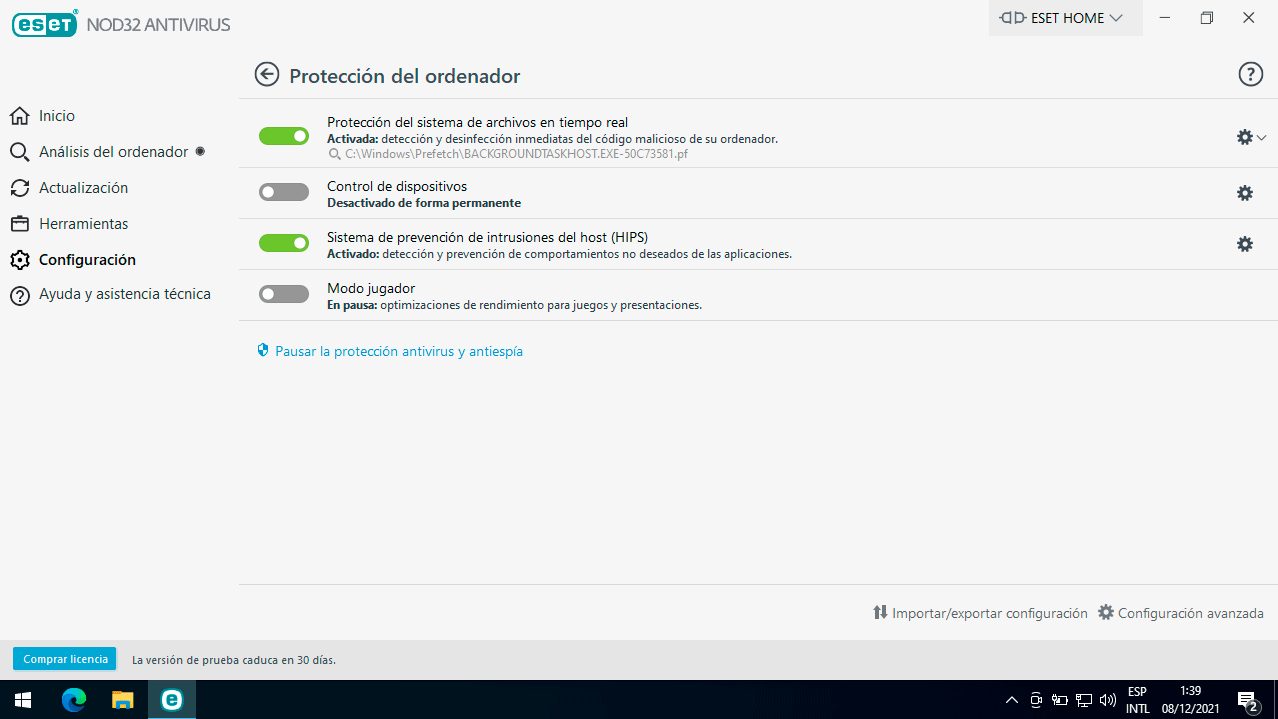 eset NOD32 ANTIVIRUS
ESET HOME
Protección del ordenador
Inicio
Análisis del ordenador
Actualización
Herramientas
Configuración
Ayuda y asistencia técnica
Protección del sistema de archivos en tiempo real
Activada: detección y desinfección inmediatas del código malicioso de su ordenador.
C:\Windows\Prefetch\BACKGROUNDTASKHOST.EXE-50C73581.pf
Control de dispositivos
Desactivado de forma permanente
Sistema de prevención de intrusiones del host (HIPS)
Activado: detección y prevención de comportamientos no deseados de las aplicaciones.
Modo jugador
En pausa: optimizaciones de rendimiento para juegos y presentaciones.
Pausar la protección antivirus y antiespía
Importar/exportar configuración
Configuración avanzada
Comprar licencia
La versión de prueba caduca en 30 días.
ESP
INTL
1:39
08/12/2021
2